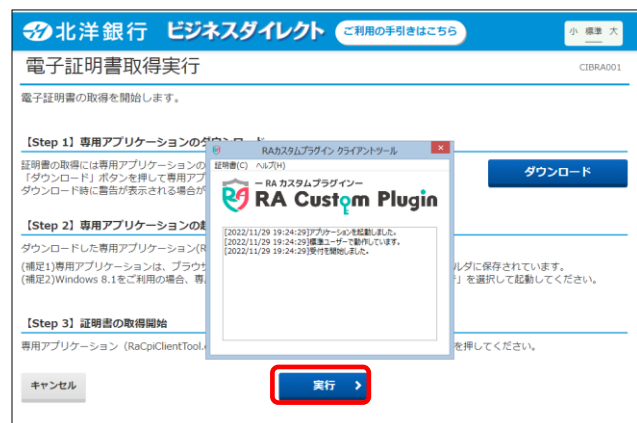 北洋銀行 ビジネスダイレクト ご利用の手引きはこちら 小 標準 大
電子証明書取得実行 CIBRA001
電子証明書の取得を開始します。
【Step 1】専用アプリケーションのダウンロード
証明書の取得には専用アプリケーションの
「ダウンロード」ボタンを押して専用アプ
ダウンロード時に警告が表示される場合が
ダウンロード
RAカスタムプラグイン クライアントツール
証明書(C) ヘルプ(H)
RA カスタムプラグイン
RA Custom Plugin
[2022/11/29 19:24:29]アプリケーションを起動しました。
[2022/11/29 19:24:29]標準ユーザーで動作しています。
[2022/11/29 19:24:29]受付を開始しました。
【Step 2】専用アプリケーションの起
ダウンロードした専用アプリケーション(R
(補足1)専用アプリケーションは、ブラウザ ルダに保存されています。
(補足2)Windows 8.1をご利用の場合、専 」を選択して起動してください。
【Step 3】証明書の取得開始
専用アプリケーション（RaCpiClientTool. を押してください。
キャンセル 実行